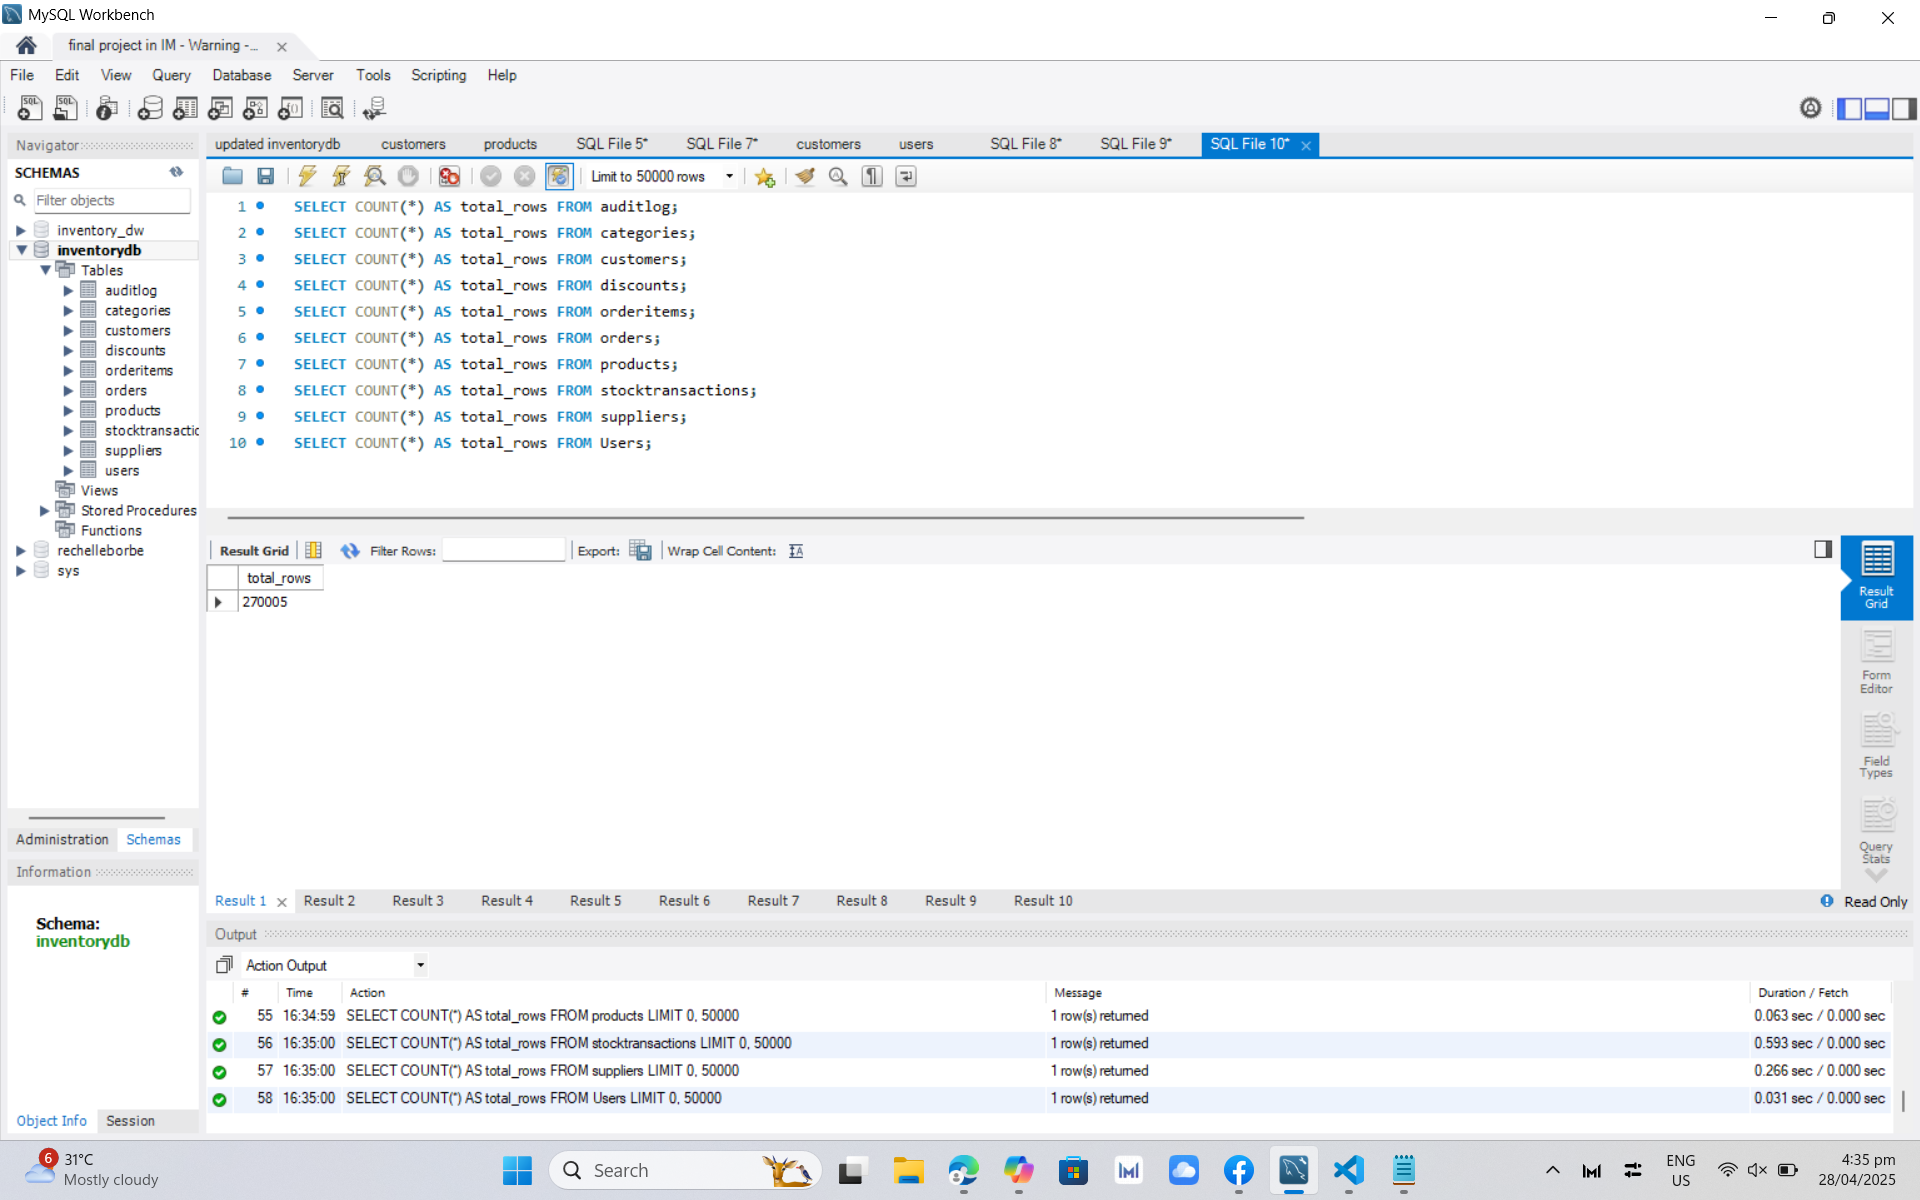 MySQL Workbench
final project in IM - Warning -...
File Edit View Query Database Server Tools Scripting Help
Navigator
SCHEMAS
Filter objects
inventory_dw
inventorydb
Tables
auditlog
categories
customers
discounts
orderitems
orders
products
stocktransactic
suppliers
users
Views
Stored Procedures
Functions
rechelleborbe
sys
Administration Schemas
Information
Schema:
inventorydb
Object Info Session
updated inventorydb customers products SQL File 5* SQL File 7* customers users SQL File 8* SQL File 9* SQL File 10*
Limit to 50000 rows
1 SELECT COUNT(*) AS total_rows FROM auditlog;
2 SELECT COUNT(*) AS total_rows FROM categories;
3 SELECT COUNT(*) AS total_rows FROM customers;
4 SELECT COUNT(*) AS total_rows FROM discounts;
5 SELECT COUNT(*) AS total_rows FROM orderitems;
6 SELECT COUNT(*) AS total_rows FROM orders;
7 SELECT COUNT(*) AS total_rows FROM products;
8 SELECT COUNT(*) AS total_rows FROM stocktransactions;
9 SELECT COUNT(*) AS total_rows FROM suppliers;
10 SELECT COUNT(*) AS total_rows FROM Users;
Result Grid Filter Rows: Export: Wrap Cell Content:
total_rows
270005
Result Grid
Form Editor
Field Types
Query Stats
Result 1 Result 2 Result 3 Result 4 Result 5 Result 6 Result 7 Result 8 Result 9 Result 10 Read Only
Output
Action Output
# Time Action Message Duration / Fetch
55 16:34:59 SELECT COUNT(*) AS total_rows FROM products LIMIT 0, 50000 1 row(s) returned 0.063 sec / 0.000 sec
56 16:35:00 SELECT COUNT(*) AS total_rows FROM stocktransactions LIMIT 0, 50000 1 row(s) returned 0.593 sec / 0.000 sec
57 16:35:00 SELECT COUNT(*) AS total_rows FROM suppliers LIMIT 0, 50000 1 row(s) returned 0.266 sec / 0.000 sec
58 16:35:00 SELECT COUNT(*) AS total_rows FROM Users LIMIT 0, 50000 1 row(s) returned 0.031 sec / 0.000 sec
6
31°C
Mostly cloudy
Search
ENG
US
4:35 pm
28/04/2025